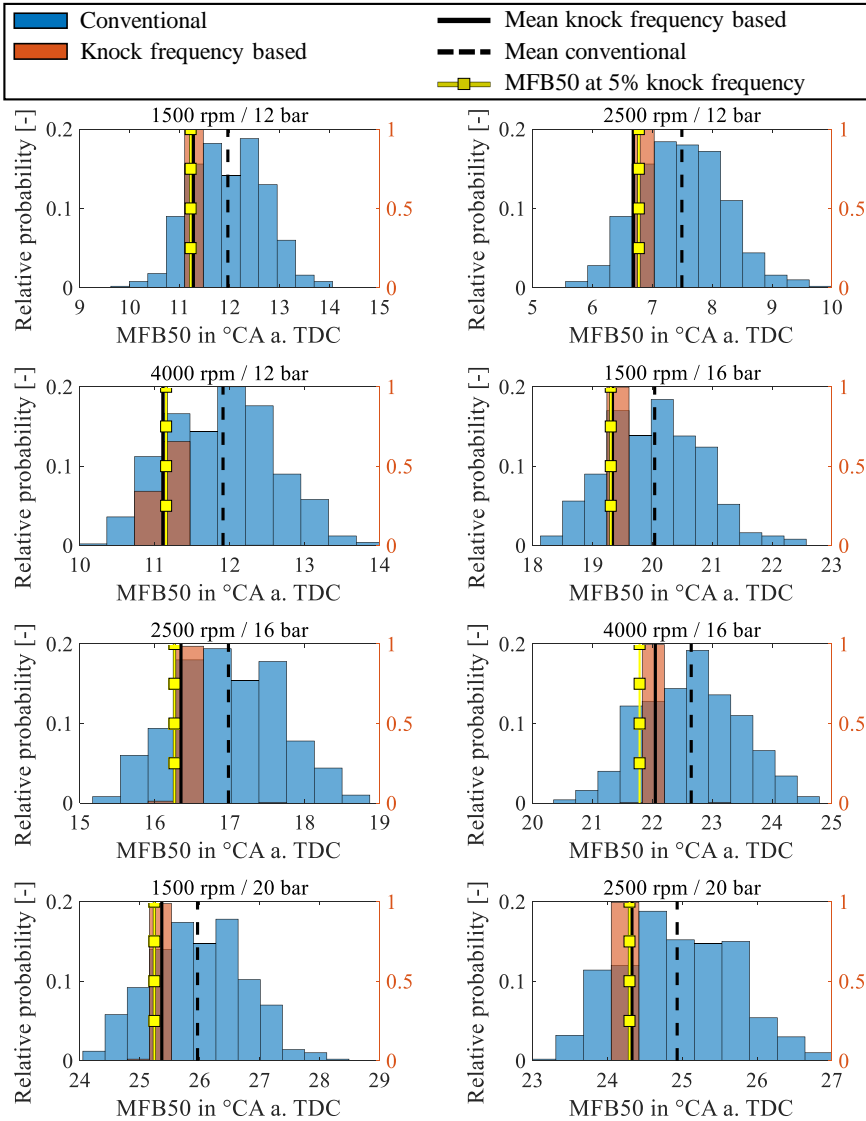 Conventional
Knock frequency based
Mean knock frequency based
Mean conventional
MFB50 at 5% knock frequency
1500 rpm / 12 bar
Relative probability [-]
0.2
0.1
0
1
0.5
0
9 10 11 12 13 14 15
MFB50 in °CA a. TDC
2500 rpm / 12 bar
Relative probability [-]
0.2
0.1
0
1
0.5
0
5 6 7 8 9 10
MFB50 in °CA a. TDC
4000 rpm / 12 bar
Relative probability [-]
0.2
0.1
0
1
0.5
0
10 11 12 13 14
MFB50 in °CA a. TDC
1500 rpm / 16 bar
Relative probability [-]
0.2
0.1
0
1
0.5
0
18 19 20 21 22 23
MFB50 in °CA a. TDC
2500 rpm / 16 bar
Relative probability [-]
0.2
0.1
0
1
0.5
0
15 16 17 18 19
MFB50 in °CA a. TDC
4000 rpm / 16 bar
Relative probability [-]
0.2
0.1
0
1
0.5
0
20 21 22 23 24 25
MFB50 in °CA a. TDC
1500 rpm / 20 bar
Relative probability [-]
0.2
0.1
0
1
0.5
0
24 25 26 27 28 29
MFB50 in °CA a. TDC
2500 rpm / 20 bar
Relative probability [-]
0.2
0.1
0
1
0.5
0
23 24 25 26 27
MFB50 in °CA a. TDC